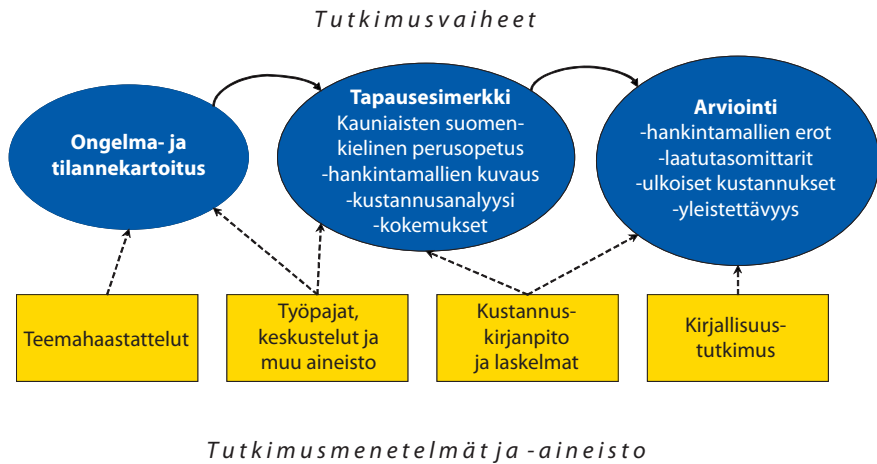 Tutkimusvaiheet
Ongelma- ja
tilannekartoitus
Tapausesimerkki
Kauniaisten suomen-
kielinen perusopetus
-hankintamallien kuvaus
-kustannusanalyysi
-kokemukset
Arviointi
-hankintamallien erot
-laatutasomittarit
-ulkoiset kustannukset
-yleistettävyys
Teemahaastattelut
Työpajat,
keskustelut ja
muu aineisto
Kustannus-
kirjanpito
ja laskelmat
Kirjallisuus-
tutkimus
Tutkimusmenetelmät ja -aineisto